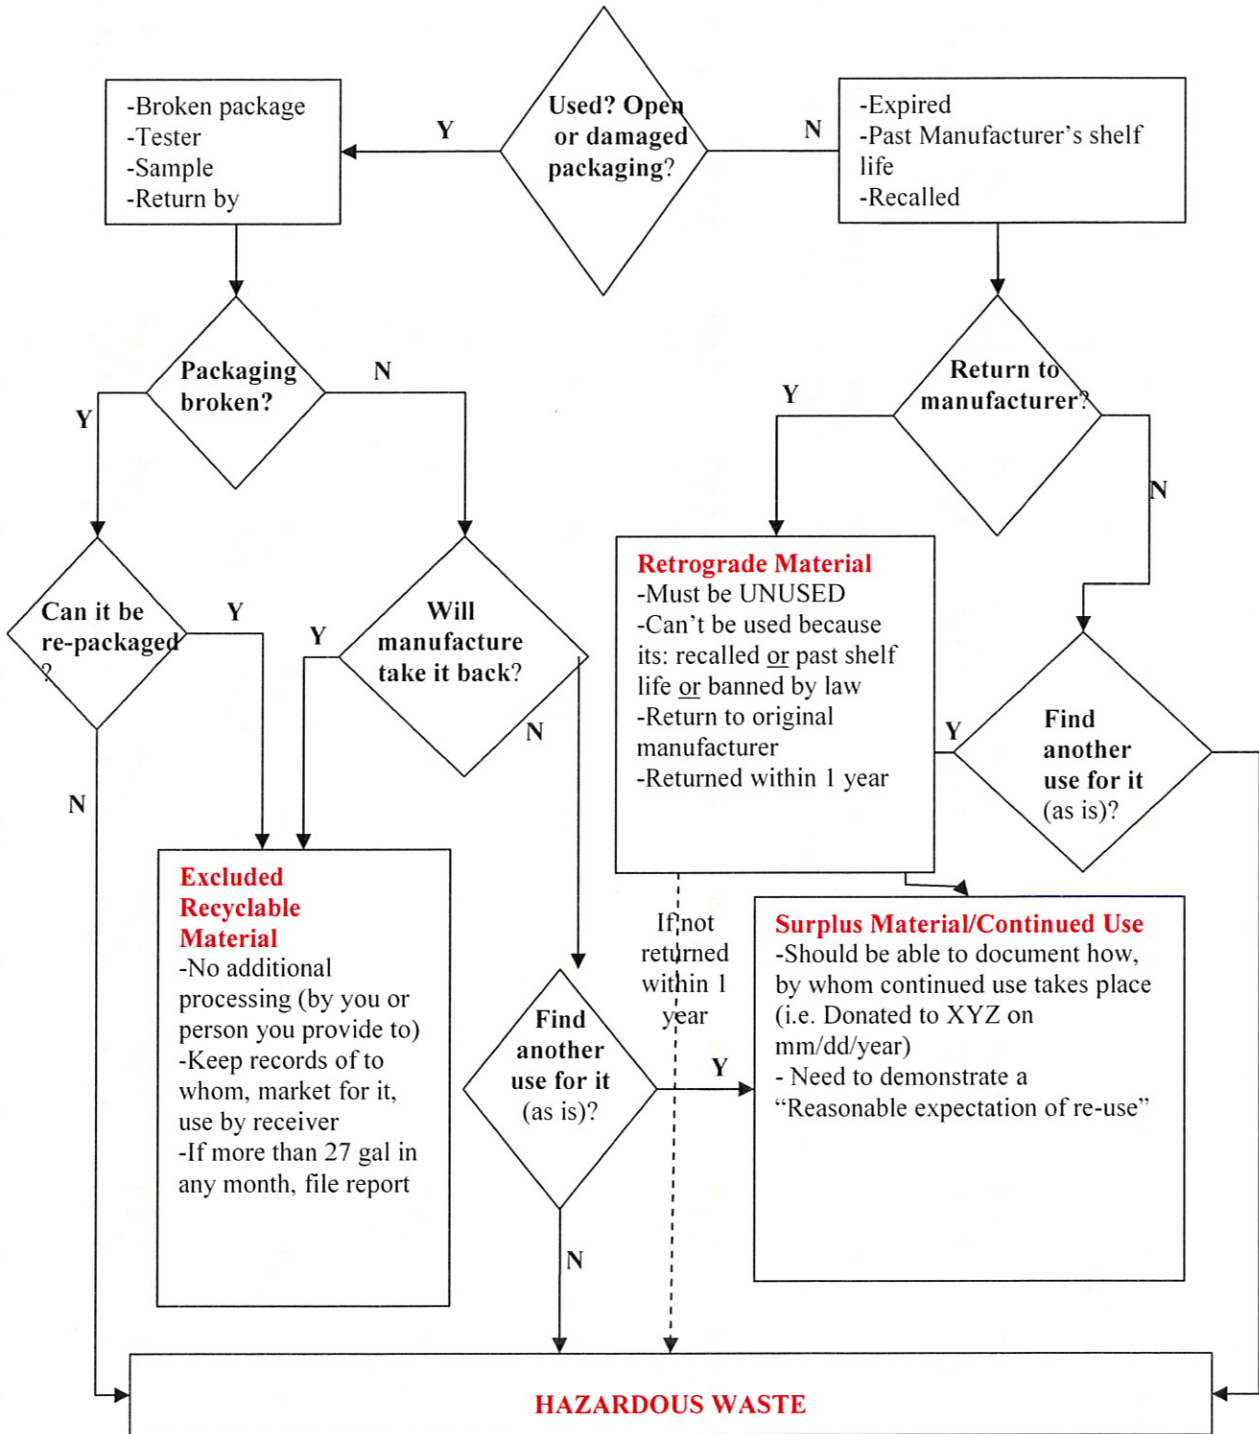 Used? Open
or damaged
packaging?
Y
N
-Broken package
-Tester
-Sample
-Return by
-Expired
-Past Manufacturer's shelf
life
-Recalled
Packaging
broken?
Y
N
Return to
manufacturer?
Y
N
Can it be
re-packaged
?
Y
N
Will
manufacture
take it back?
Y
N
Retrograde Material
-Must be UNUSED
-Can't be used because
its: recalled or past shelf
life or banned by law
-Return to original
manufacturer
-Returned within 1 year
Find
another
use for it
(as is)?
Y
Excluded
Recyclable
Material
-No additional
processing (by you or
person you provide to)
-Keep records of to
whom, market for it,
use by receiver
-If more than 27 gal in
any month, file report
If not
returned
within 1
year
Surplus Material/Continued Use
-Should be able to document how,
by whom continued use takes place
(i.e. Donated to XYZ on
mm/dd/year)
- Need to demonstrate a
“Reasonable expectation of re-use”
Find
another
use for it
(as is)?
Y
N
HAZARDOUS WASTE